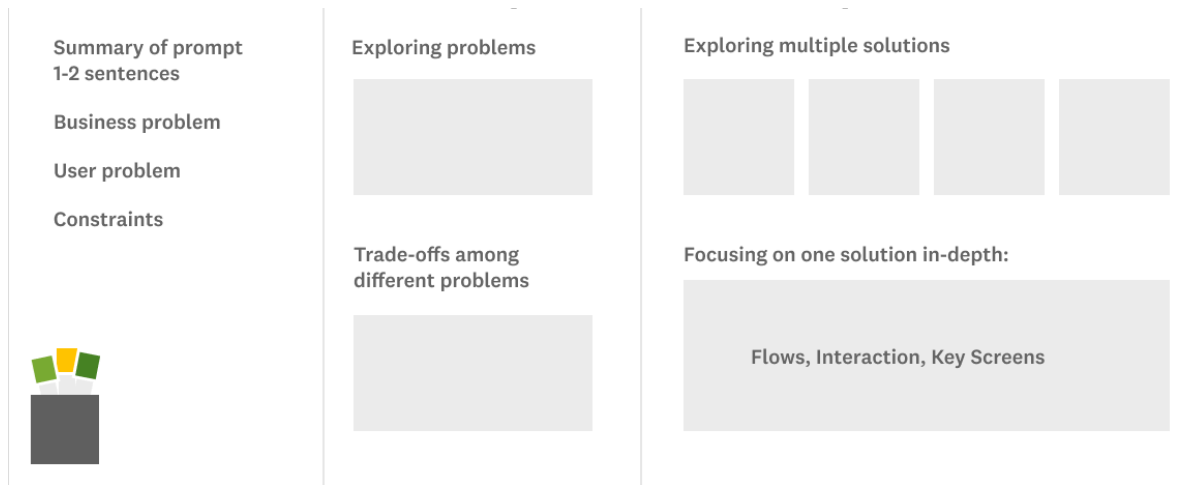 Summary of prompt
1-2 sentences
Business problem
User problem
Constraints
Exploring problems
Trade-offs among
different problems
Exploring multiple solutions
Focusing on one solution in-depth:
Flows, Interaction, Key Screens